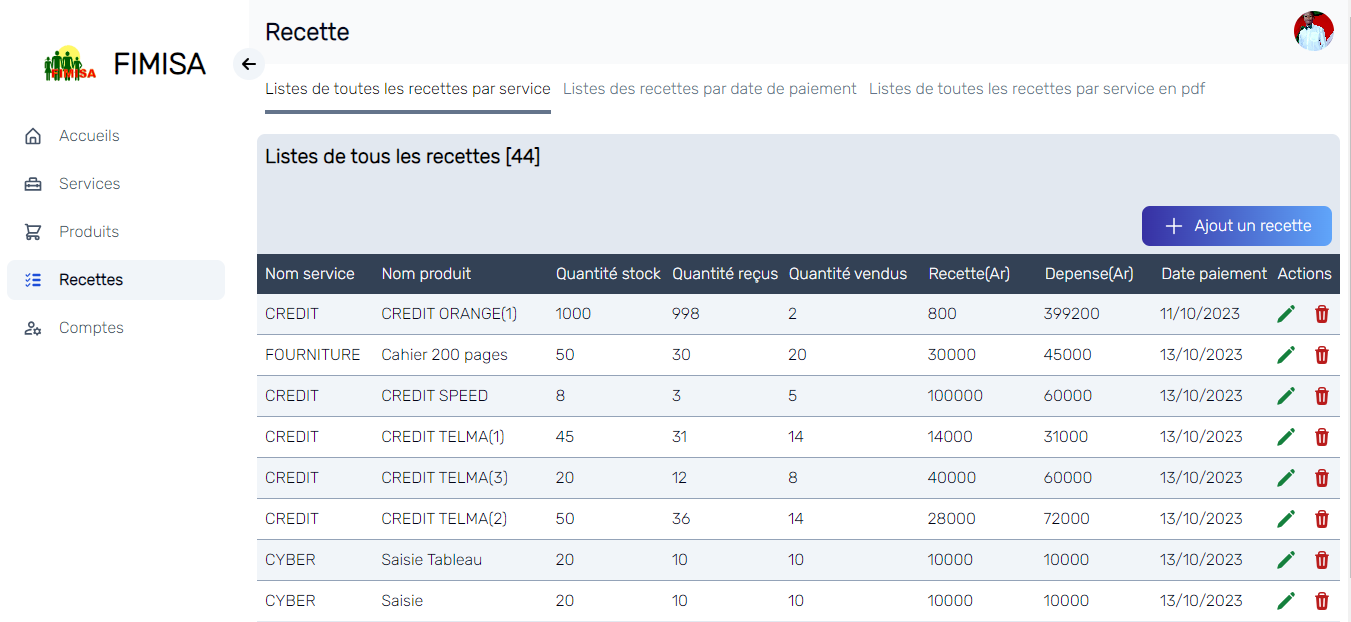 FIMISA
FIMISA
Accueils
Services
Produits
Recettes
Comptes
Recette
Listes de toutes les recettes par service Listes des recettes par date de paiement Listes de toutes les recettes par service en pdf
Listes de tous les recettes [44]
Ajout un recette
Nom service Nom produit Quantité stock Quantité reçus Quantité vendus Recette(Ar) Depense(Ar) Date paiement Actions
CREDIT CREDIT ORANGE(1) 1000 998 2 800 399200 11/10/2023
FOURNITURE Cahier 200 pages 50 30 20 30000 45000 13/10/2023
CREDIT CREDIT SPEED 8 3 5 100000 60000 13/10/2023
CREDIT CREDIT TELMA(1) 45 31 14 14000 31000 13/10/2023
CREDIT CREDIT TELMA(3) 20 12 8 40000 60000 13/10/2023
CREDIT CREDIT TELMA(2) 50 36 14 28000 72000 13/10/2023
CYBER Saisie Tableau 20 10 10 10000 10000 13/10/2023
CYBER Saisie 20 10 10 10000 10000 13/10/2023